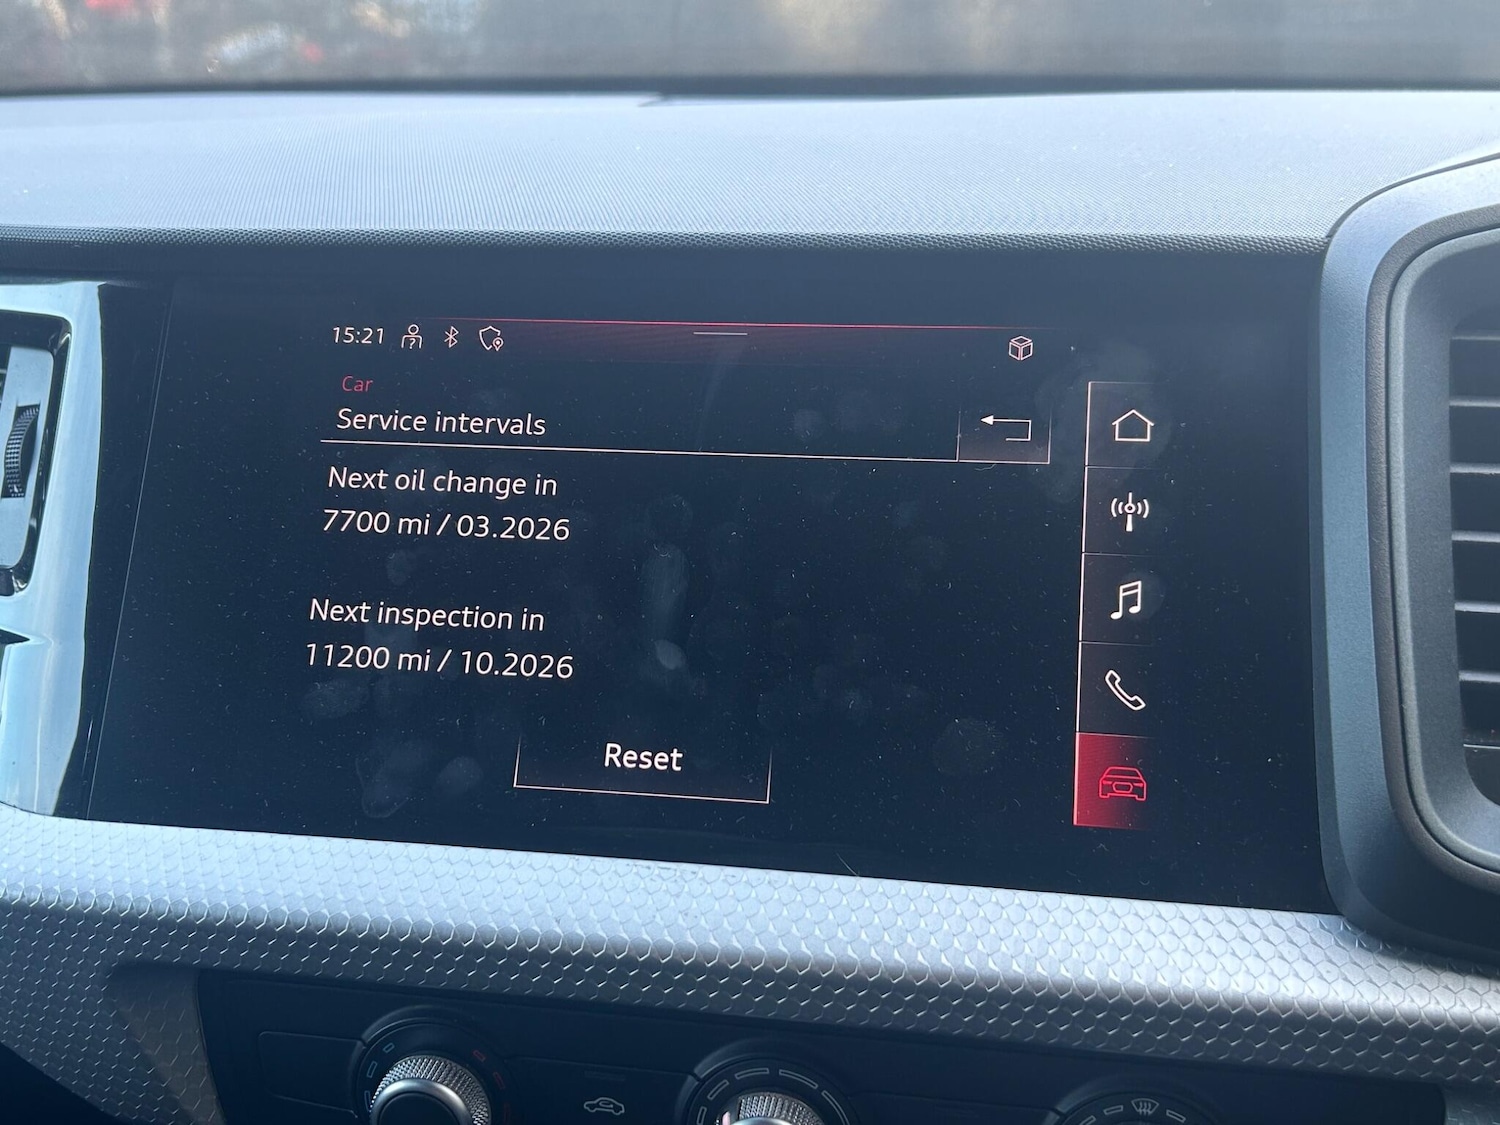 15:21
Car
Service intervals
Next oil change in
7700 mi / 03.2026
Next inspection in
11200 mi / 10.2026
Reset